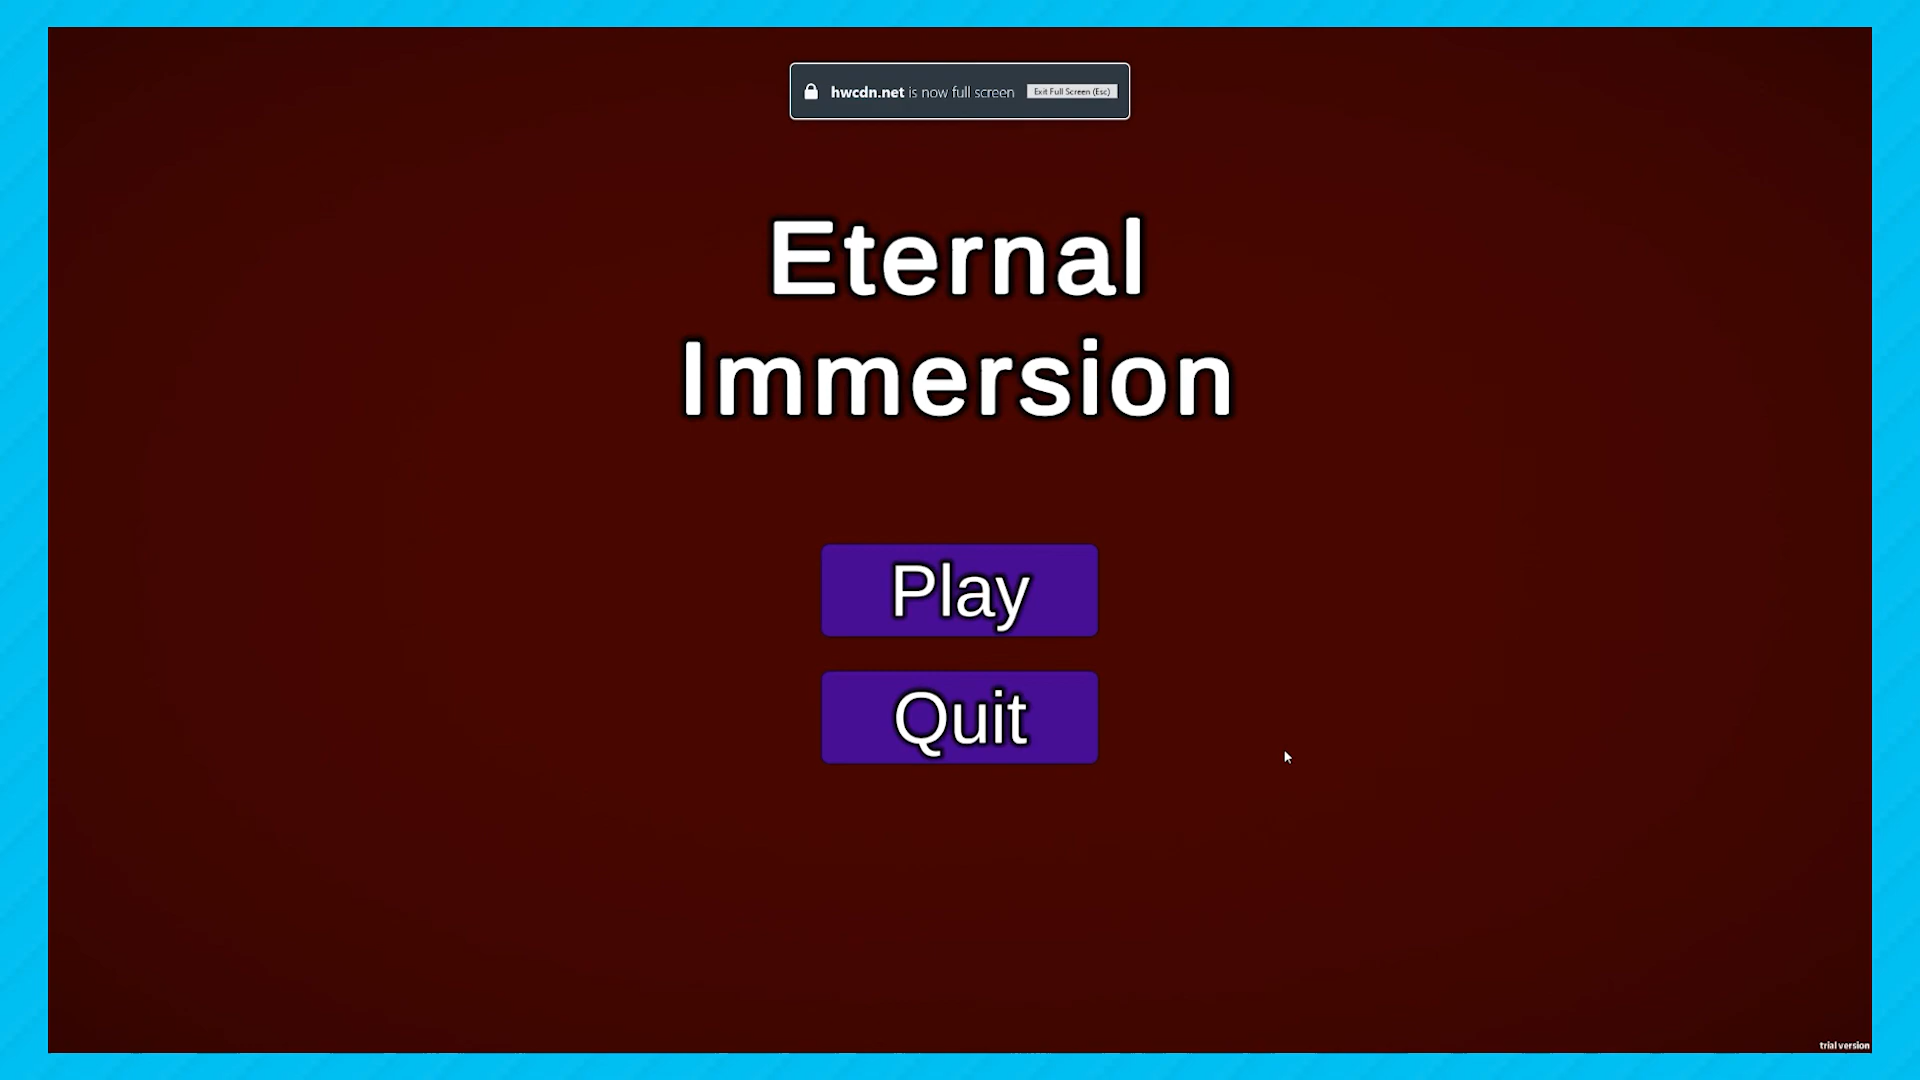 hwcdn.net is now full screen Exit Full Screen (Esc)
Eternal
Immersion
Play
Quit
trial version